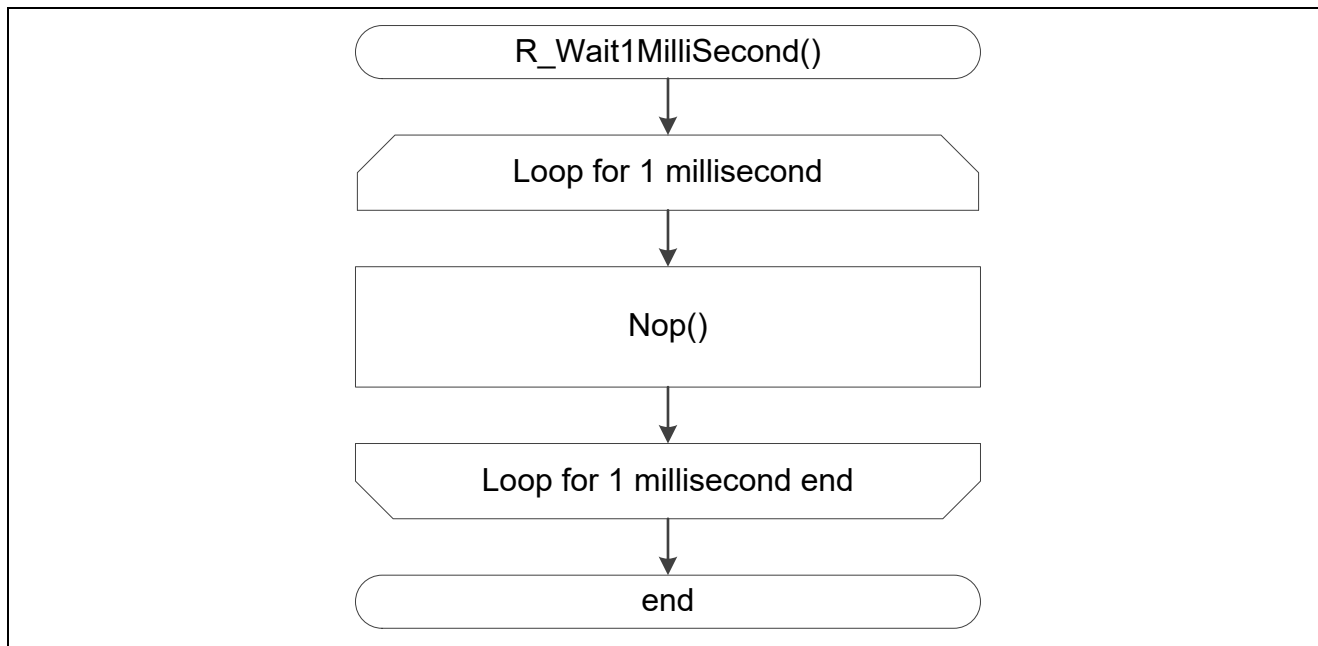 R_Wait1MilliSecond()
Loop for 1 millisecond
Nop()
Loop for 1 millisecond end
end